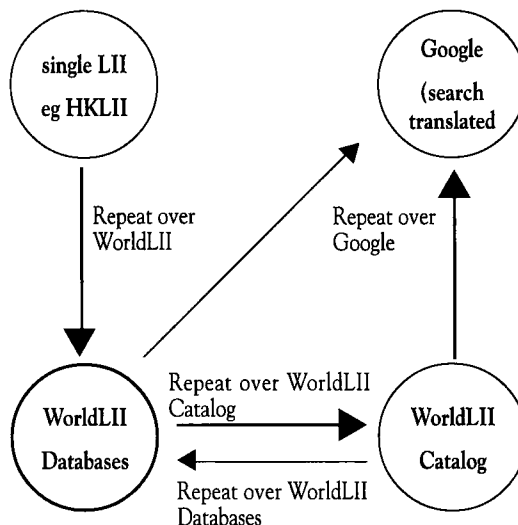 single LII
eg HKLII
Google
(search
translated
Repeat over
WorldLII
Repeat over
Google
Repeat over WorldLII
Catalog
WorldLII
Databases
WorldLII
Catalog
Repeat over WorldLII
Databases